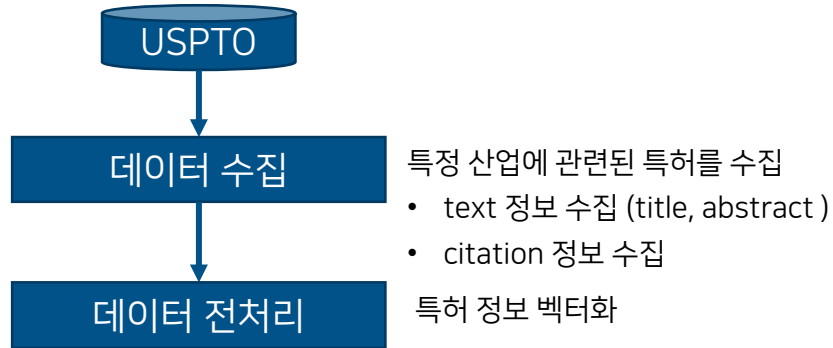 USPTO
데이터 수집
특정 산업에 관련된 특허를 수집
• text 정보 수집 (title, abstract )
• citation 정보 수집
데이터 전처리
특허 정보 벡터화